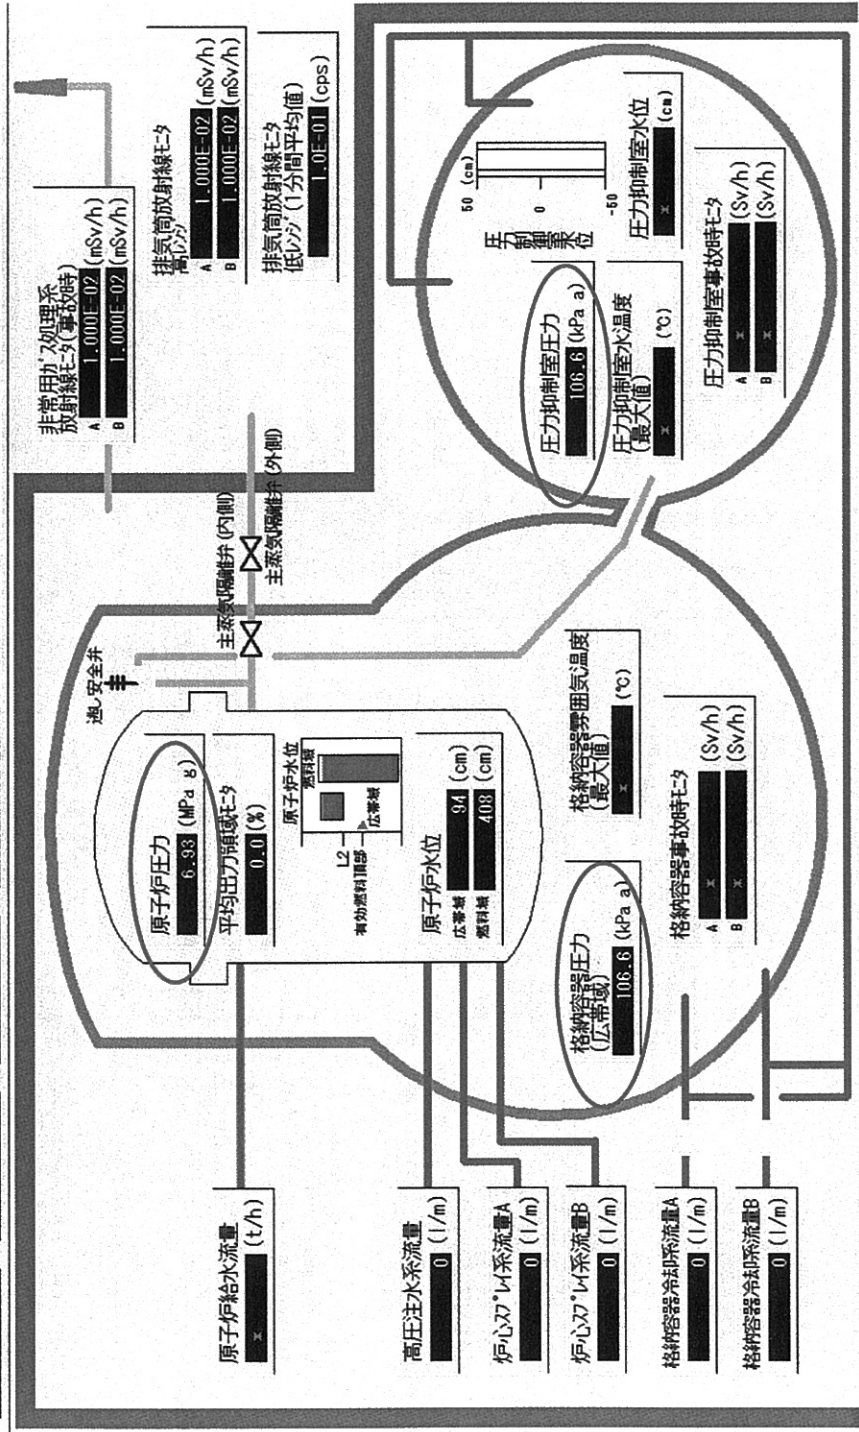 非常用ガス処理系
放射線モニタ(事故時)
A 1.000E-02 (mSv/h)
B 1.000E-02 (mSv/h)
排気筒放射線モニタ
高レンジ
A 1.000E-02 (mSv/h)
B 1.000E-02 (mSv/h)
排気筒放射線モニタ
低レンジ(1分間平均値)
1.0E-01 (cps)
逃し安全弁
主蒸気隔離弁(内側)
主蒸気隔離弁(外側)
原子炉圧力
6.93 (MPa g)
平均出力領域モニタ
0.0 (%)
原子炉水位
燃料域
L2
有効燃料頂部
広帯域
原子炉水位
広帯域 94 (cm)
燃料域 408 (cm)
原子炉給水流量
* (t/h)
高圧注水系流量
0 (l/m)
炉心スプレイ系流量A
0 (l/m)
炉心スプレイ系流量B
0 (l/m)
格納容器冷却系流量A
0 (l/m)
格納容器冷却系流量B
0 (l/m)
格納容器圧力
(広帯域)
106.6 (kPa a)
格納容器雰囲気温度
(最大値)
* (℃)
格納容器事故時モニタ
A * (Sv/h)
B * (Sv/h)
圧力抑制室圧力
106.6 (kPa a)
圧力抑制室水温度
(最大値)
* (℃)
圧力制御室水位
50 (cm)
0
-50
圧力抑制室水位
* (cm)
圧力抑制室事故時モニタ
A * (Sv/h)
B * (Sv/h)